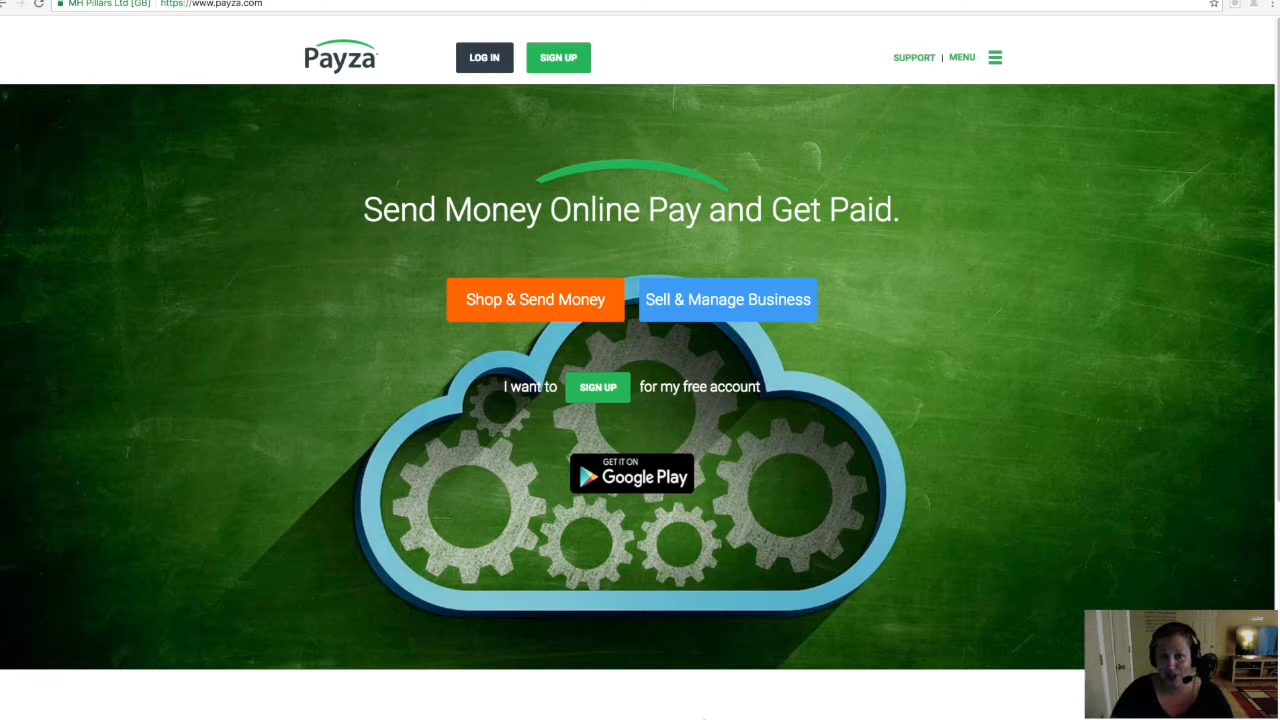 MH Pillars Ltd [GB] | https://www.payza.com
Payza
LOG IN
SIGN UP
SUPPORT | MENU
Send Money Online Pay and Get Paid.
Shop & Send Money
Sell & Manage Business
I want to SIGN UP for my free account
GET IT ON
Google Play